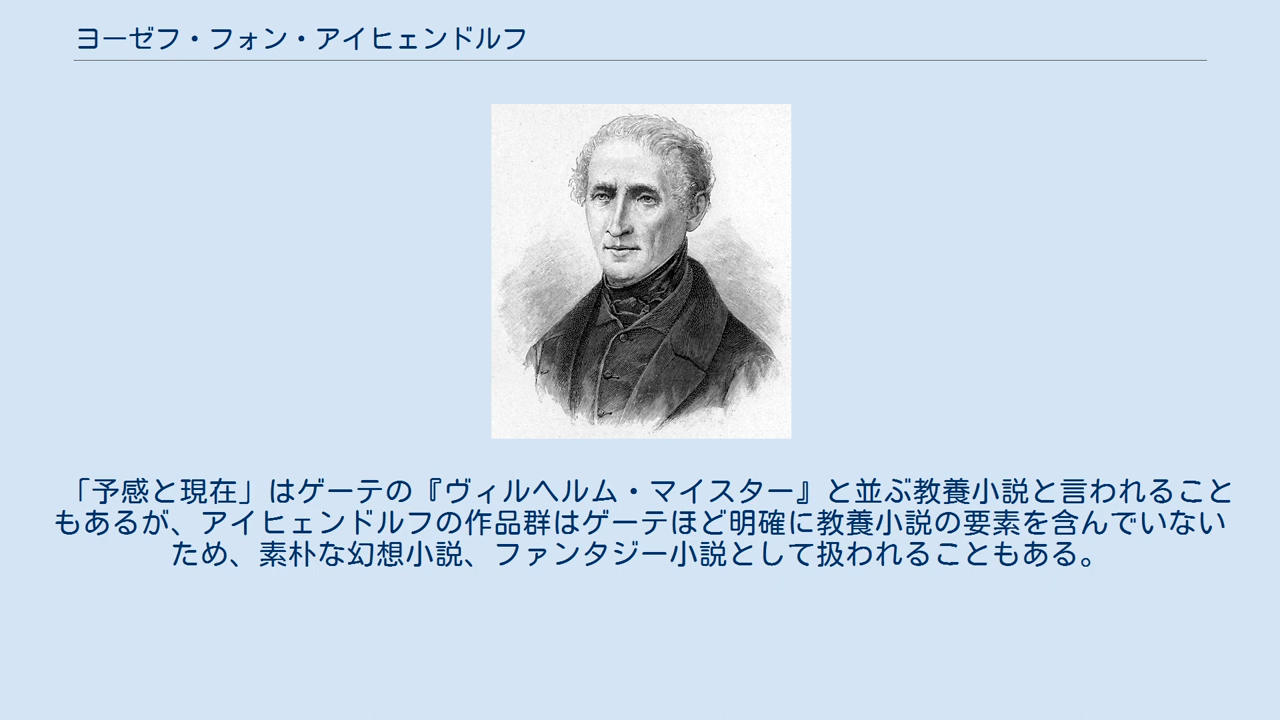 ヨーゼフ・フォン・アイヒェンドルフ
「予感と現在」はゲーテの『ヴィルヘルム・マイスター』と並ぶ教養小説と言われること
もあるが、アイヒェンドルフの作品群はゲーテほど明確に教養小説の要素を含んでいない
ため、素朴な幻想小説、ファンタジー小説として扱われることもある。